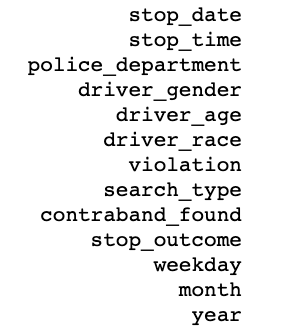 stop_date
stop_time
police_department
driver_gender
driver_age
driver_race
violation
search_type
contraband_found
stop_outcome
weekday
month
year